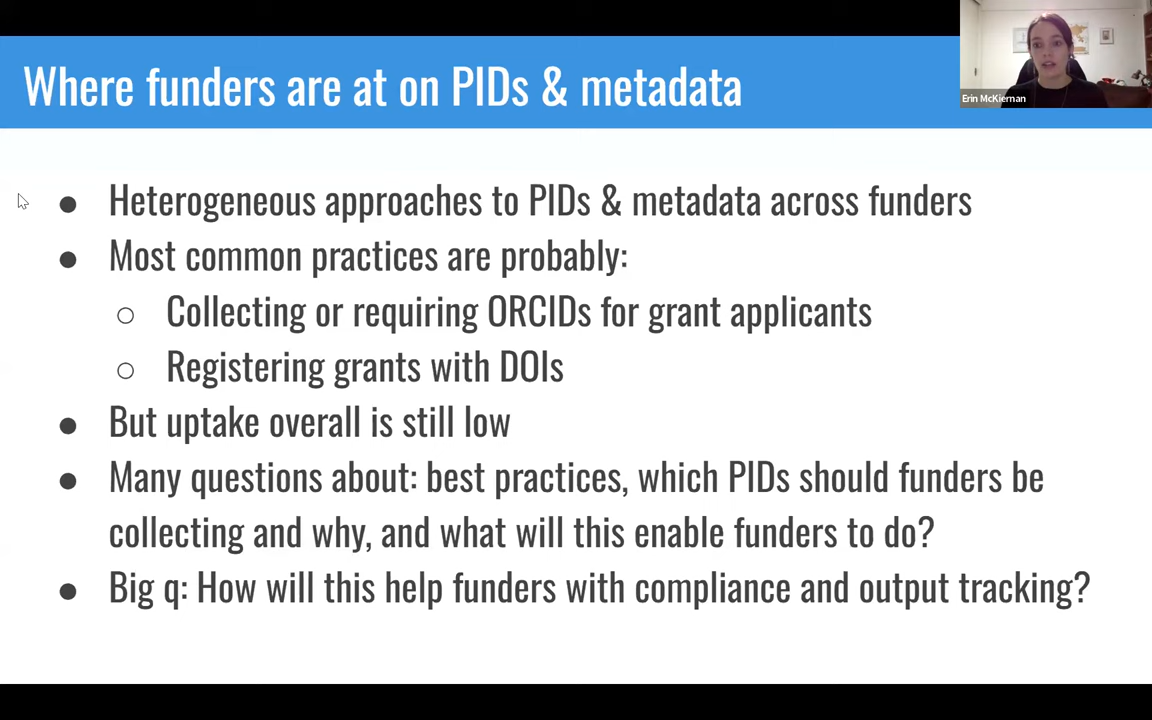 Where funders are at on PIDs & metadata
Erin McKiernan
● Heterogeneous approaches to PIDs & metadata across funders
● Most common practices are probably:
○ Collecting or requiring ORCIDs for grant applicants
○ Registering grants with DOIs
● But uptake overall is still low
● Many questions about: best practices, which PIDs should funders be
collecting and why, and what will this enable funders to do?
● Big q: How will this help funders with compliance and output tracking?